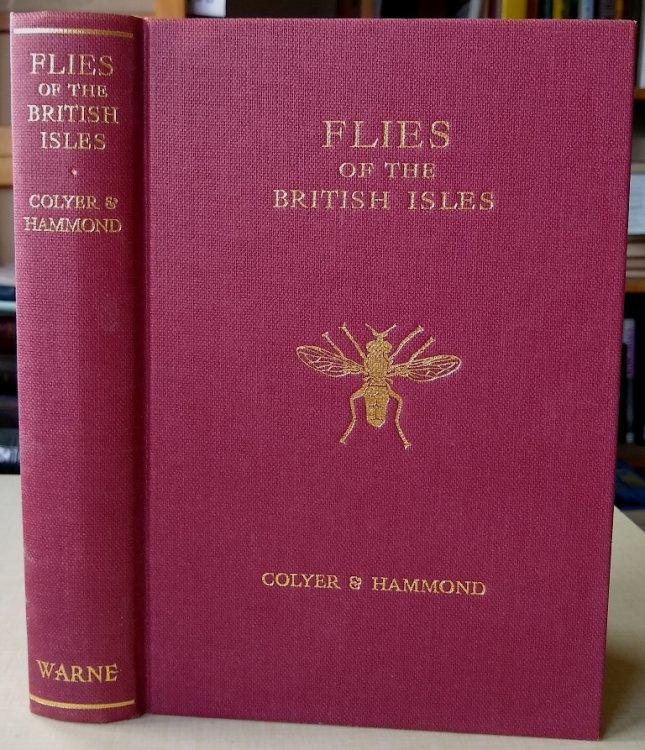 FLIES
OF THE
BRITISH
ISLES
COLYER &
HAMMOND
WARNE
FLIES
OF THE
BRITISH ISLES
COLYER & HAMMOND